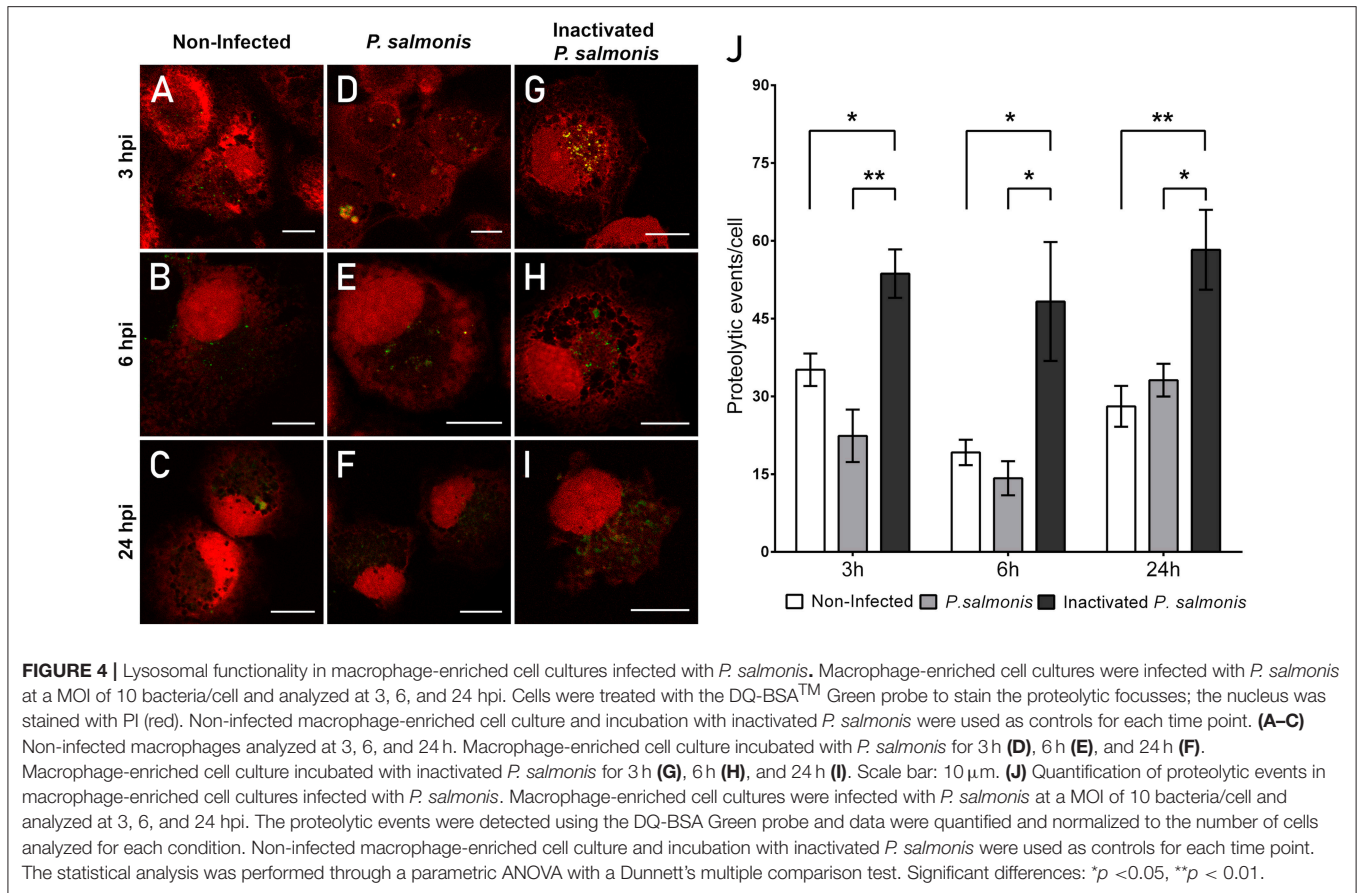 Non-Infected
P. salmonis
Inactivated
P. salmonis
3 hpi
6 hpi
24 hpi
A
D
G
B
E
H
C
F
I
J
Proteolytic events/cell
90
75
60
45
30
15
0
* * **
** * *
3h 6h 24h
Non-Infected P.salmonis Inactivated P. salmonis
FIGURE 4 | Lysosomal functionality in macrophage-enriched cell cultures infected with P. salmonis. Macrophage-enriched cell cultures were infected with P. salmonis
at a MOI of 10 bacteria/cell and analyzed at 3, 6, and 24 hpi. Cells were treated with the DQ-BSA™ Green probe to stain the proteolytic focusses; the nucleus was
stained with PI (red). Non-infected macrophage-enriched cell culture and incubation with inactivated P. salmonis were used as controls for each time point. (A–C)
Non-infected macrophages analyzed at 3, 6, and 24 h. Macrophage-enriched cell culture incubated with P. salmonis for 3 h (D), 6 h (E), and 24 h (F).
Macrophage-enriched cell culture incubated with inactivated P. salmonis for 3 h (G), 6 h (H), and 24 h (I). Scale bar: 10 µm. (J) Quantification of proteolytic events in
macrophage-enriched cell cultures infected with P. salmonis. Macrophage-enriched cell cultures were infected with P. salmonis at a MOI of 10 bacteria/cell and
analyzed at 3, 6, and 24 hpi. The proteolytic events were detected using the DQ-BSA Green probe and data were quantified and normalized to the number of cells
analyzed for each condition. Non-infected macrophage-enriched cell culture and incubation with inactivated P. salmonis were used as controls for each time point.
The statistical analysis was performed through a parametric ANOVA with a Dunnett's multiple comparison test. Significant differences: *p <0.05, **p < 0.01.